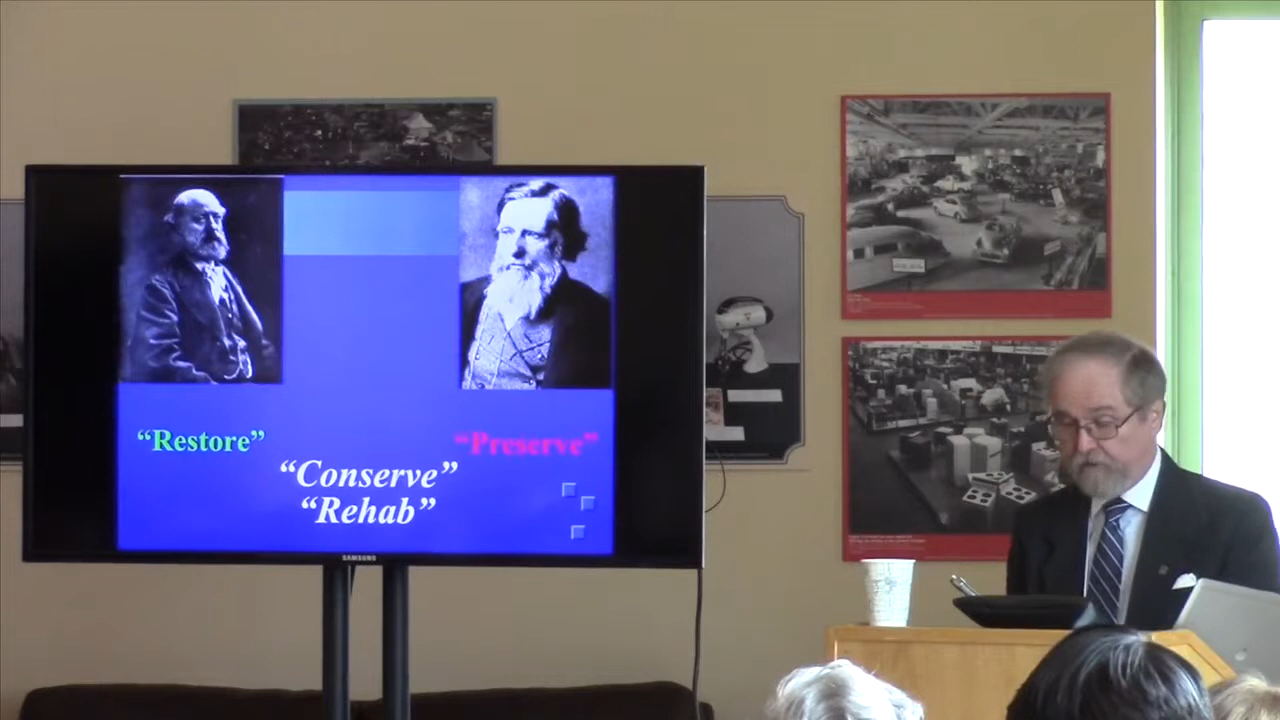 “Restore”
“Preserve”
“Conserve”
“Rehab”
SAMSUNG